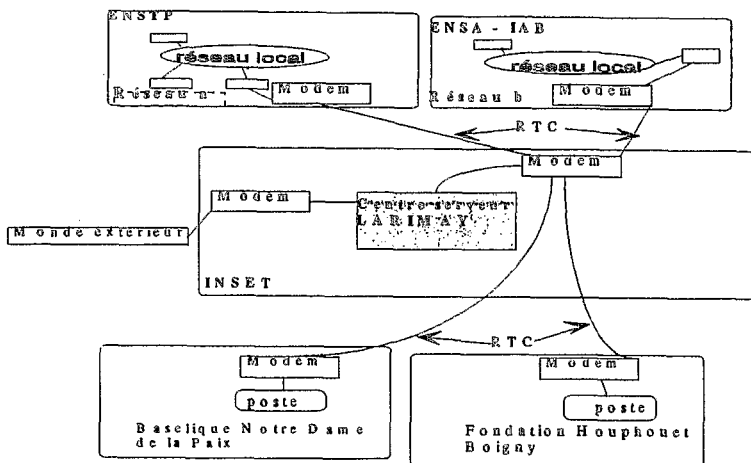 ENSTP
réseau local
Réseau a
Modem
ENSA - IAB
réseau local
Réseau b
Modem
RTC
Modem
Modem
Centre serveur
LARIMAY
Monde extérieur
INSET
RTC
Modem
poste
Baselique Notre Dame
de la Paix
Modem
poste
Fondation Houphouet
Boigny